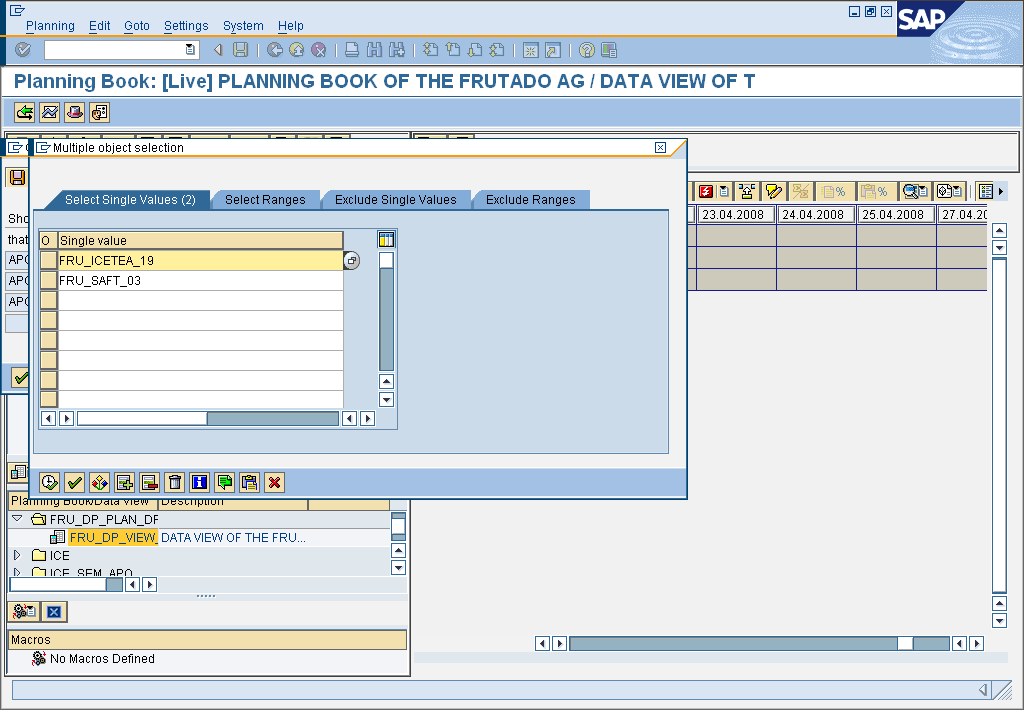 Planning Edit Goto Settings System Help
SAP
Planning Book: [Live] PLANNING BOOK OF THE FRUTADO AG / DATA VIEW OF T
Multiple object selection
Select Single Values (2) Select Ranges Exclude Single Values Exclude Ranges
23.04.2008 24.04.2008 25.04.2008 27.04.20
Sho
that
APO
APO
APO
O Single value
FRU_ICETEA_19
FRU_SAFT_03
Planning Book/Data View Description
FRU_DP_PLAN_DF
FRU_DP_VIEW_ DATA VIEW OF THE FRU...
ICE
ICE_SEM_APO
Macros
No Macros Defined